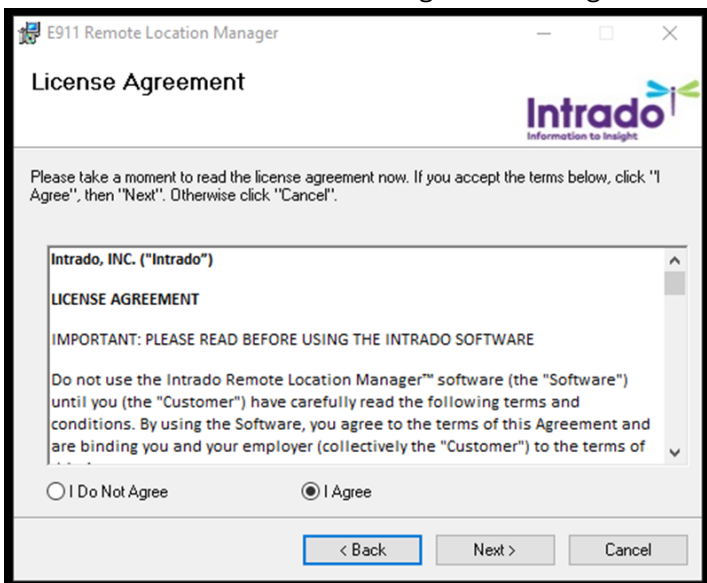 E911 Remote Location Manager
License Agreement
Intrado
Information to Insight
Please take a moment to read the license agreement now. If you accept the terms below, click "I
Agree", then "Next". Otherwise click "Cancel".
Intrado, INC. ("Intrado”)
LICENSE AGREEMENT
IMPORTANT: PLEASE READ BEFORE USING THE INTRADO SOFTWARE
Do not use the Intrado Remote Location Manager™ software (the "Software")
until you (the "Customer") have carefully read the following terms and
conditions. By using the Software, you agree to the terms of this Agreement and
are binding you and your employer (collectively the "Customer") to the terms of
I Do Not Agree
I Agree
< Back
Next >
Cancel